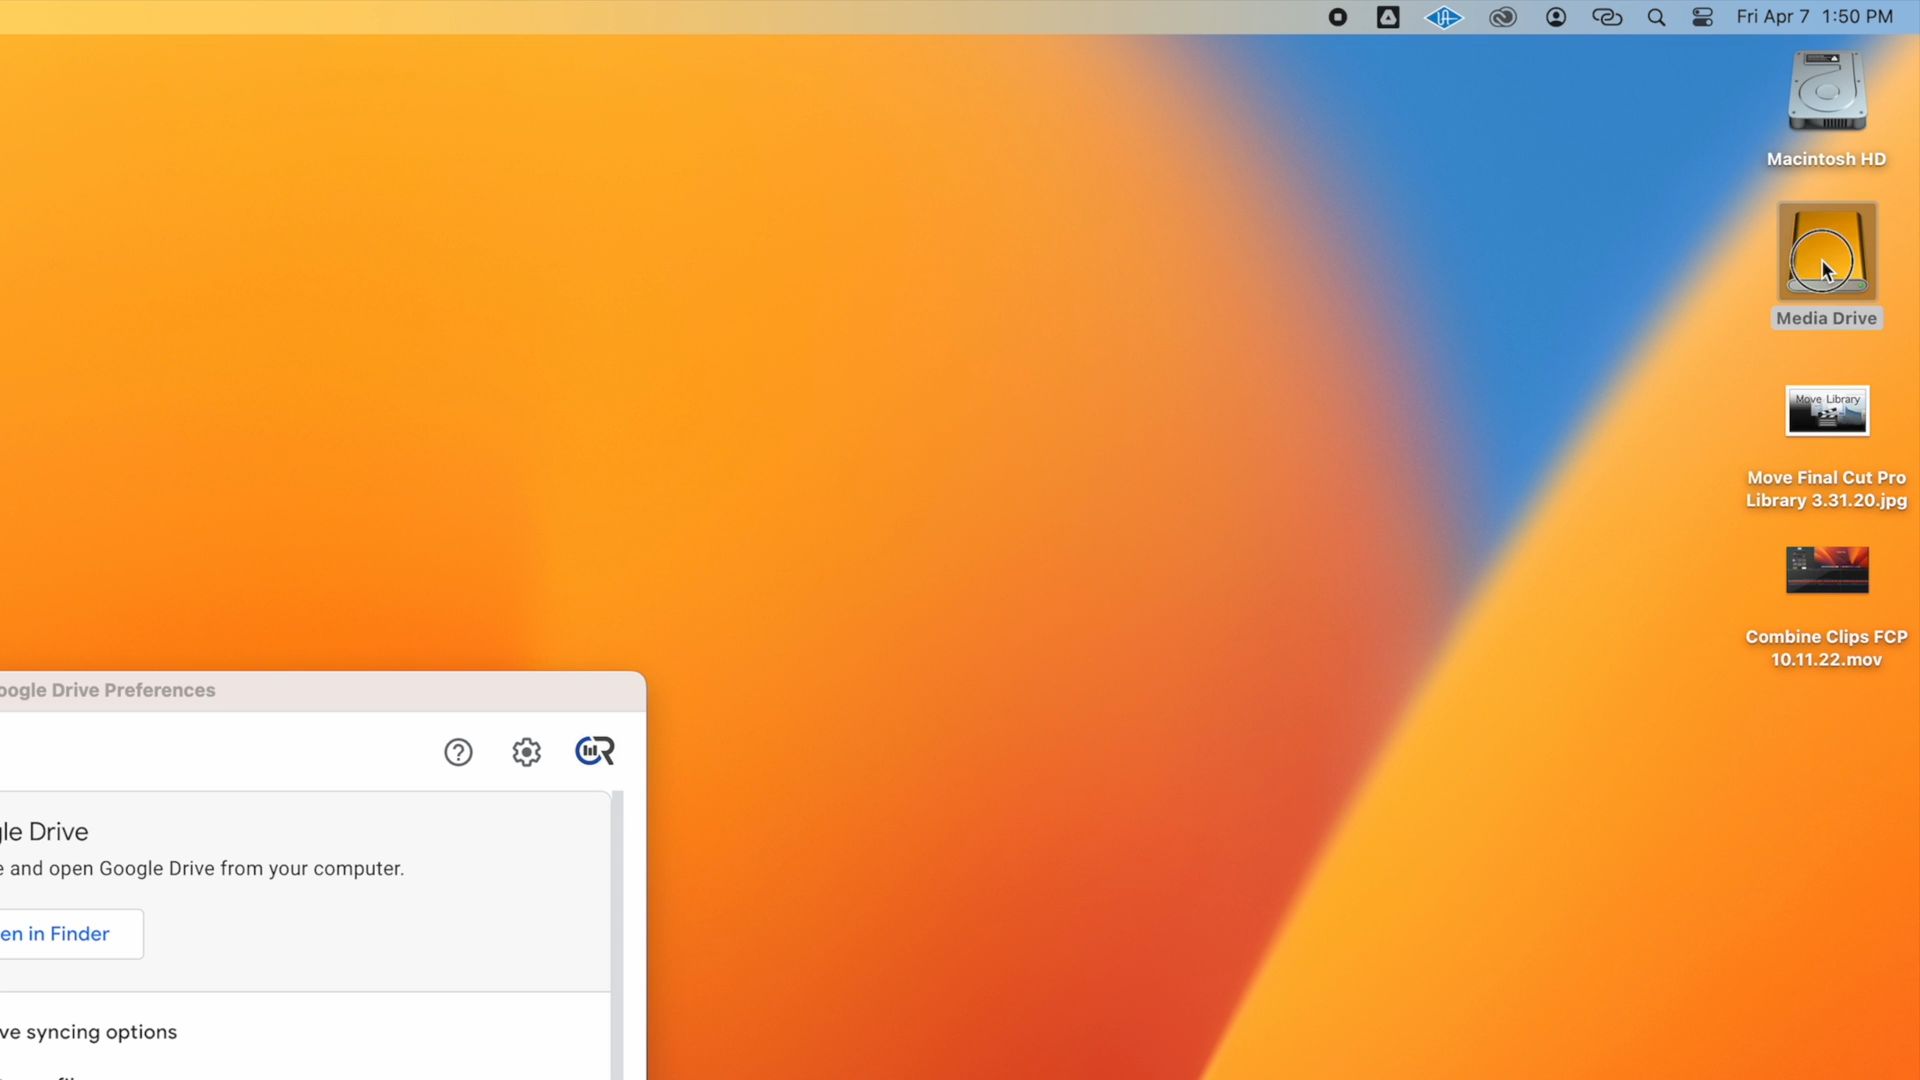 Fri Apr 7 1:50 PM
Macintosh HD
Media Drive
Move Library
Move Final Cut Pro
Library 3.31.20.jpg
Combine Clips FCP
10.11.22.mov
oogle Drive Preferences
gle Drive
e and open Google Drive from your computer.
en in Finder
ve syncing options